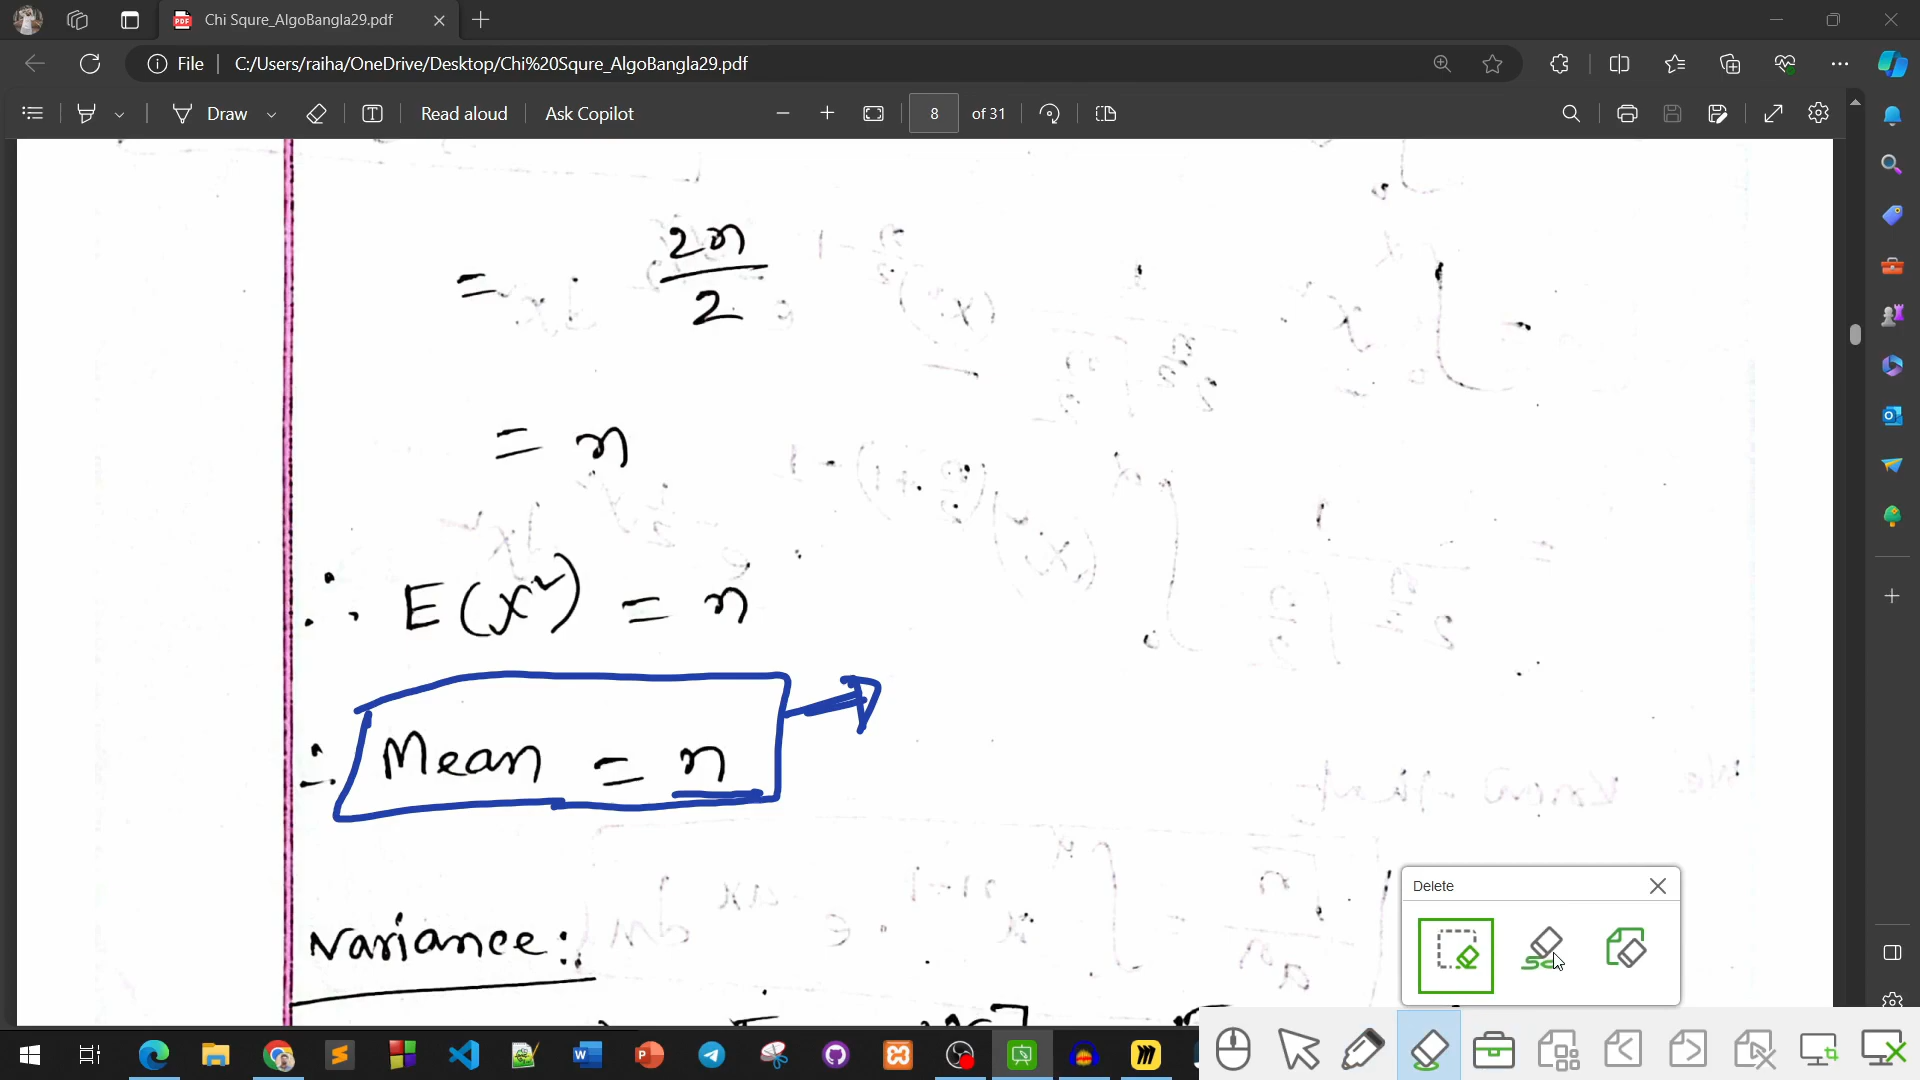 Chi Squre_AlgoBangla29.pdf
File
C:/Users/raiha/OneDrive/Desktop/Chi%20Squre_AlgoBangla29.pdf
Draw
Read aloud
Ask Copilot
8 of 31
= 2n/2
= n
∴ E(x²) = n
∴ Mean = n
Variance:
Delete